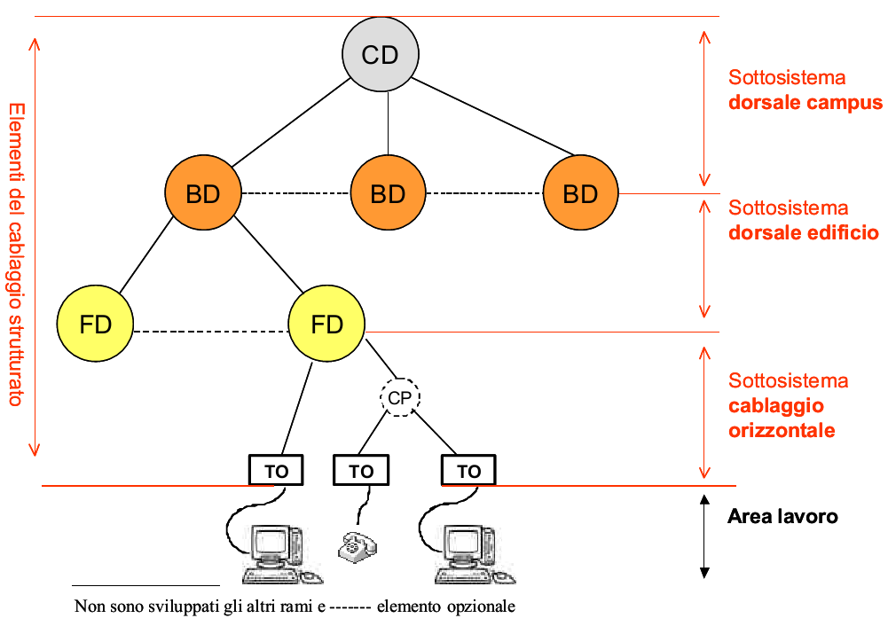 CD
Sottosistema
dorsale campus
Elementi del cablaggio strutturato
BD
BD
BD
Sottosistema
dorsale edificio
FD
FD
Sottosistema
cablaggio
orizzontale
CP
TO
TO
TO
Area lavoro
Non sono sviluppati gli altri rami e ------- elemento opzionale